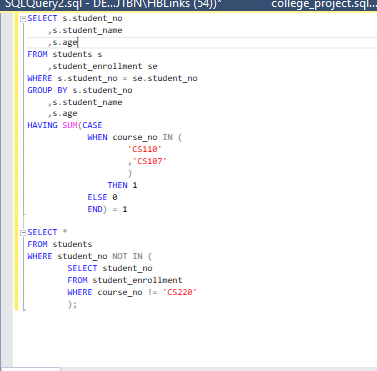 SQLQuery2.sql - DE...JTBN\HBLinks (54))* college_project.sql...
SELECT s.student_no
,s.student_name
,s.age
FROM students s
,student_enrollment se
WHERE s.student_no = se.student_no
GROUP BY s.student_no
,s.student_name
,s.age
HAVING SUM(CASE
WHEN course_no IN (
'CS110'
,'CS107'
)
THEN 1
ELSE 0
END) = 1
SELECT *
FROM students
WHERE student_no NOT IN (
SELECT student_no
FROM student_enrollment
WHERE course_no != 'CS220'
);